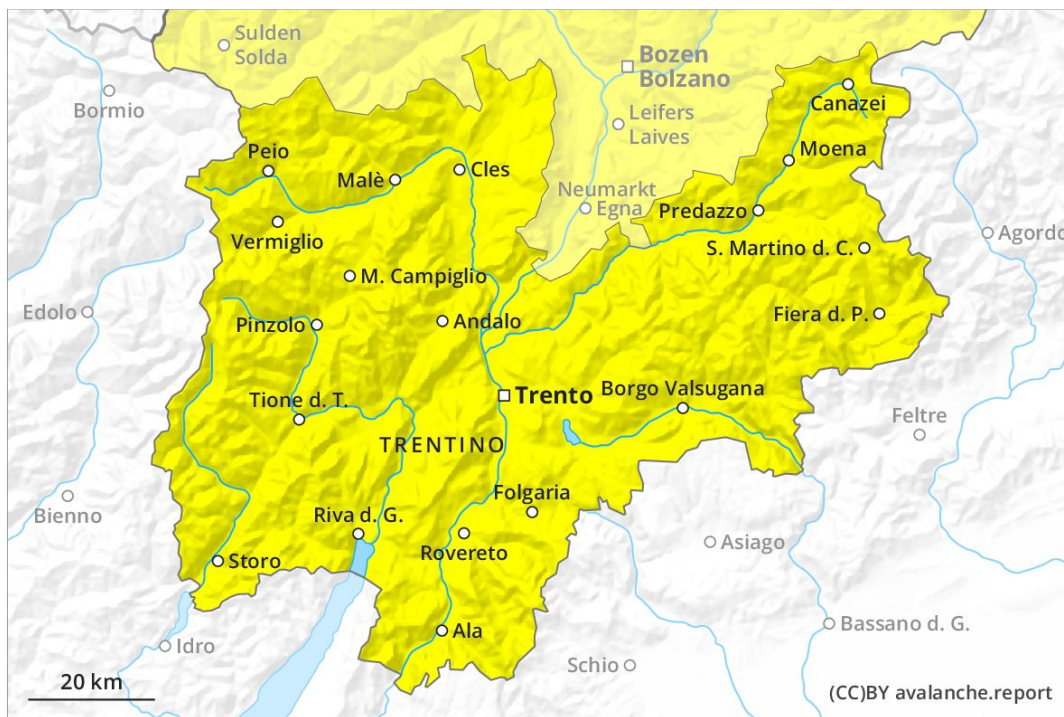 Sulden
Solda
Bozen
Bolzano
Bormio
Canazei
Leifers
Laives
Moena
Peio
Malè
Cles
Neumarkt
Egna
Predazzo
Vermiglio
S. Martino d. C.
Agordo
M. Campiglio
Edolo
Pinzolo
Andalo
Fiera d. P.
Trento
Borgo Valsugana
Tione d. T.
Feltre
TRENTINO
Folgaria
Bienno
Riva d. G.
Rovereto
Asiago
Storo
Ala
Bassano d. G.
Idro
Schio
20 km
(CC)BY avalanche.report